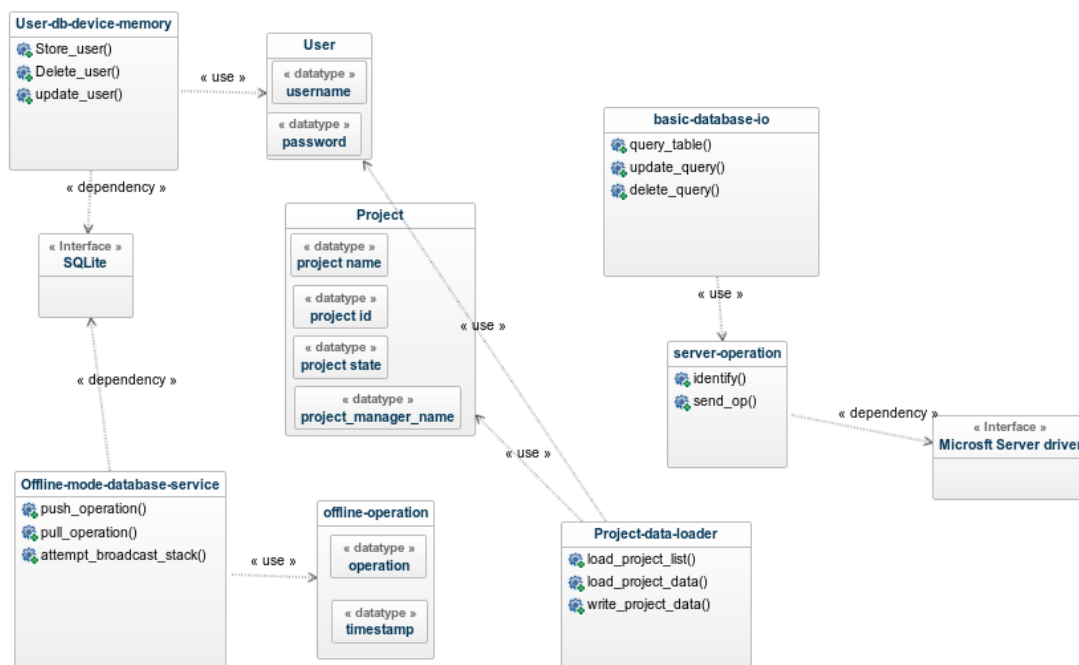 User-db-device-memory
Store_user()
Delete_user()
update_user()
« use »
User
« datatype »
username
« datatype »
password
« dependency »
« Interface »
SQLite
« dependency »
Project
« datatype »
project name
« datatype »
project id
« datatype »
project state
« datatype »
project_manager_name
« use »
« use »
basic-database-io
query_table()
update_query()
delete_query()
« use »
server-operation
identify()
send_op()
« dependency »
« Interface »
Microsft Server driver
Offline-mode-database-service
push_operation()
pull_operation()
attempt_broadcast_stack()
« use »
offline-operation
« datatype »
operation
« datatype »
timestamp
Project-data-loader
load_project_list()
load_project_data()
write_project_data()